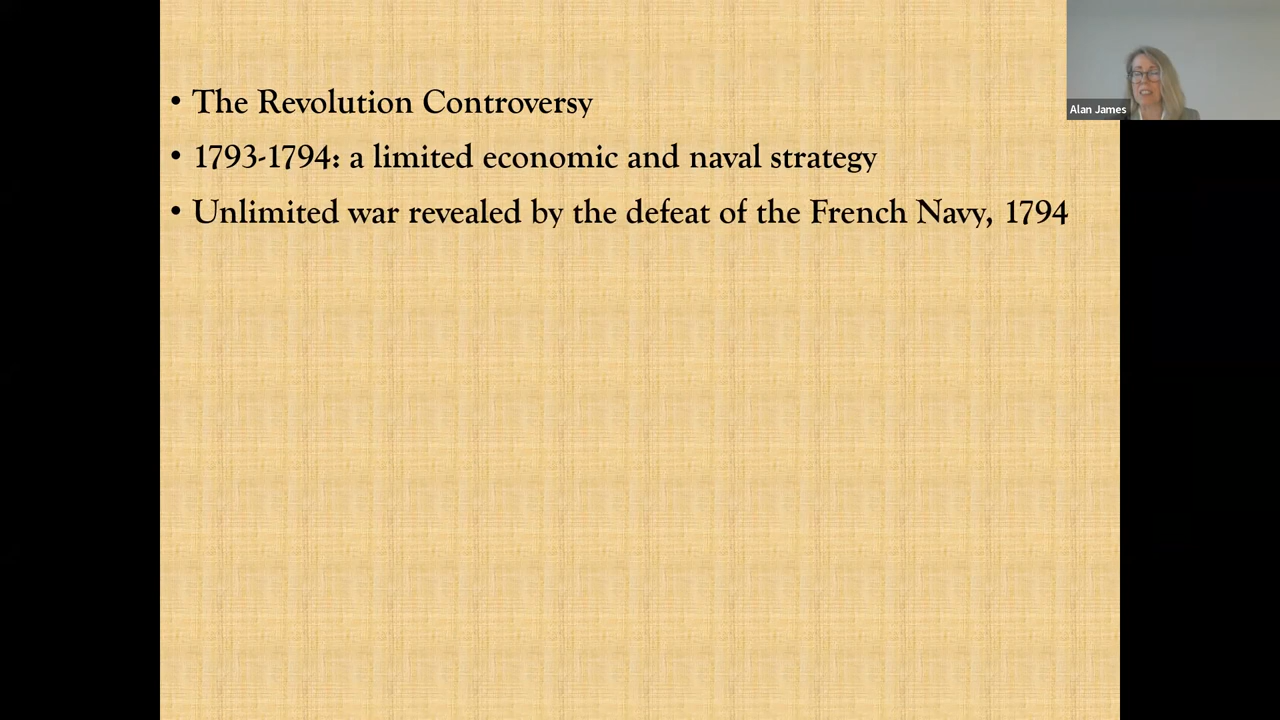 • The Revolution Controversy
• 1793-1794: a limited economic and naval strategy
• Unlimited war revealed by the defeat of the French Navy, 1794
Alan James